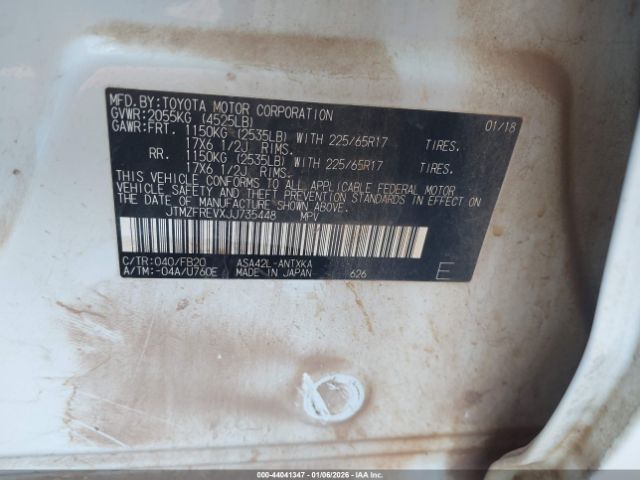 MFD.BY:TOYOTA MOTOR CORPORATION 01/18
GVWR:2055KG (4525LB)
GAWR:FRT. 1150KG (2535LB) WITH 225/65R17 TIRES.
17X6 1/2J RIMS.
RR. 1150KG (2535LB) WITH 225/65R17 TIRES.
17X6 1/2J RIMS.
THIS VEHICLE CONFORMS TO ALL APPLICABLE FEDERAL MOTOR
VEHICLE SAFETY AND THEFT PREVENTION STANDARDS IN EFFECT ON
THE DATE OF MANUFACTURE SHOWN ABOVE.
JTMZFREVXJJ735448 MPV
C/TR:040/FB20 ASA42L-ANTXKA
A/TM:-04A/U760E MADE IN JAPAN 626 E
000-44041347 - 01/06/2026 - IAA Corp.